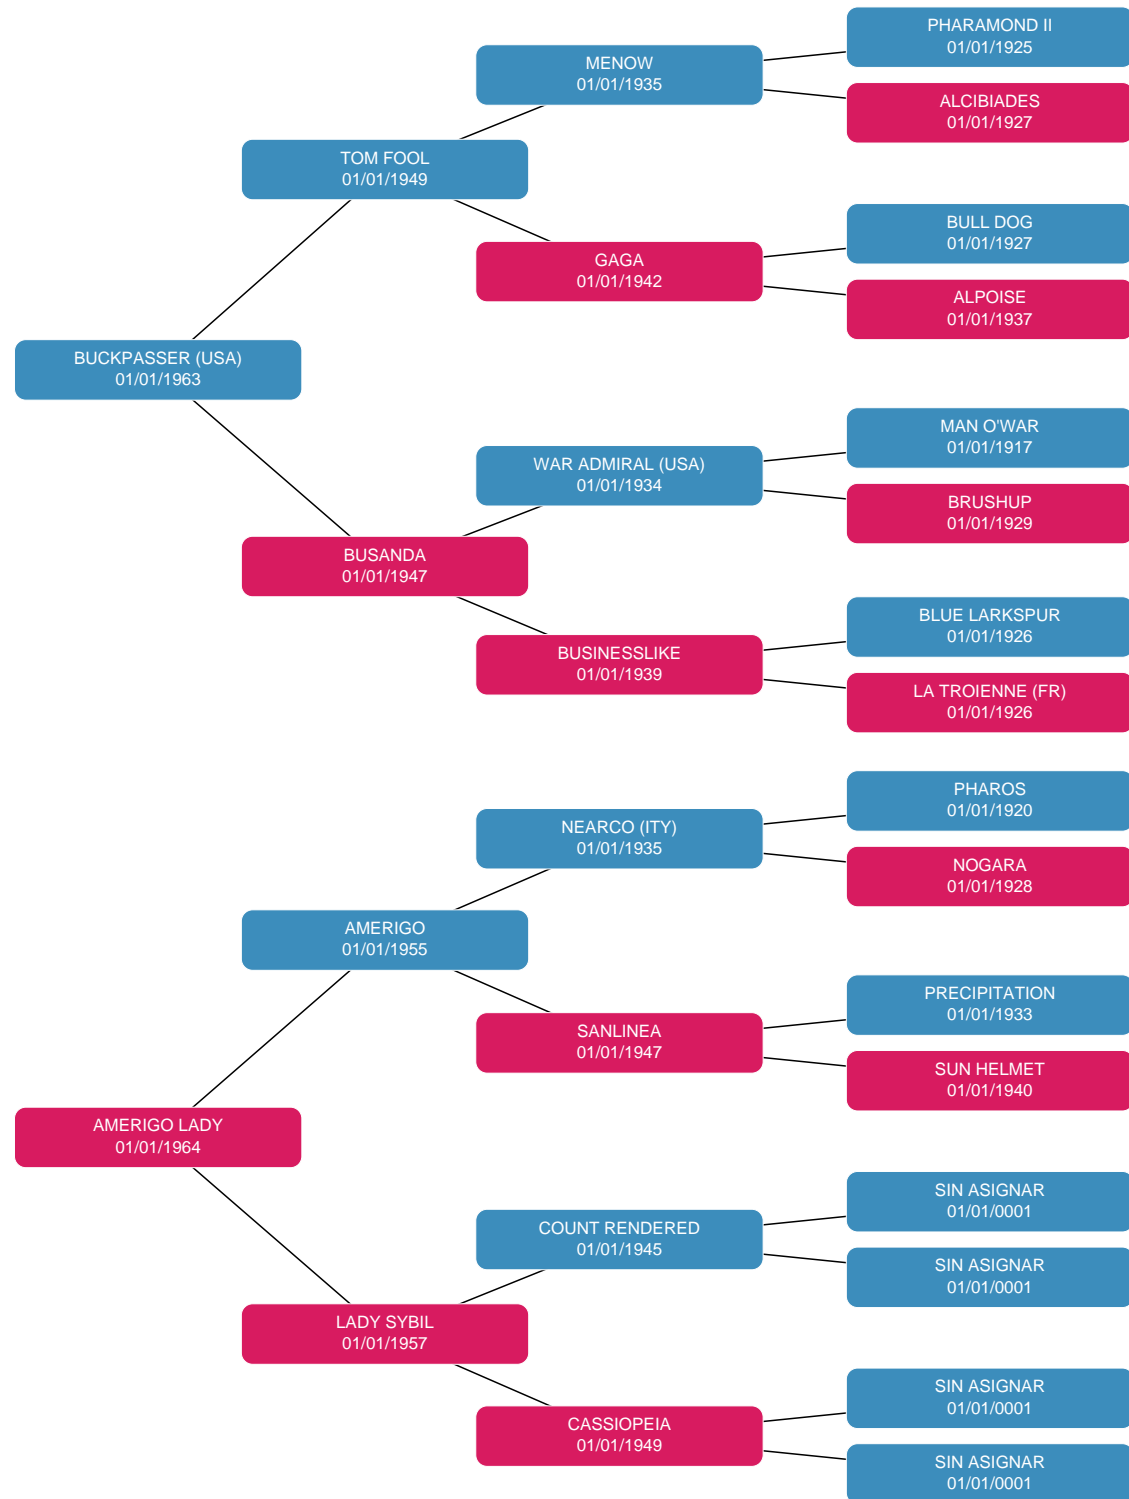 PHARAMOND II
01/01/1925
MENOW
01/01/1935
ALCIBIADES
01/01/1927
TOM FOOL
01/01/1949
BULL DOG
01/01/1927
GAGA
01/01/1942
ALPOISE
01/01/1937
BUCKPASSER (USA)
01/01/1963
MAN O'WAR
01/01/1917
WAR ADMIRAL (USA)
01/01/1934
BRUSHUP
01/01/1929
BUSANDA
01/01/1947
BLUE LARKSPUR
01/01/1926
BUSINESSLIKE
01/01/1939
LA TROIENNE (FR)
01/01/1926
PHAROS
01/01/1920
NEARCO (ITY)
01/01/1935
NOGARA
01/01/1928
AMERIGO
01/01/1955
PRECIPITATION
01/01/1933
SANLINEA
01/01/1947
SUN HELMET
01/01/1940
AMERIGO LADY
01/01/1964
SIN ASIGNAR
01/01/0001
COUNT RENDERED
01/01/1945
SIN ASIGNAR
01/01/0001
LADY SYBIL
01/01/1957
SIN ASIGNAR
01/01/0001
CASSIOPEIA
01/01/1949
SIN ASIGNAR
01/01/0001